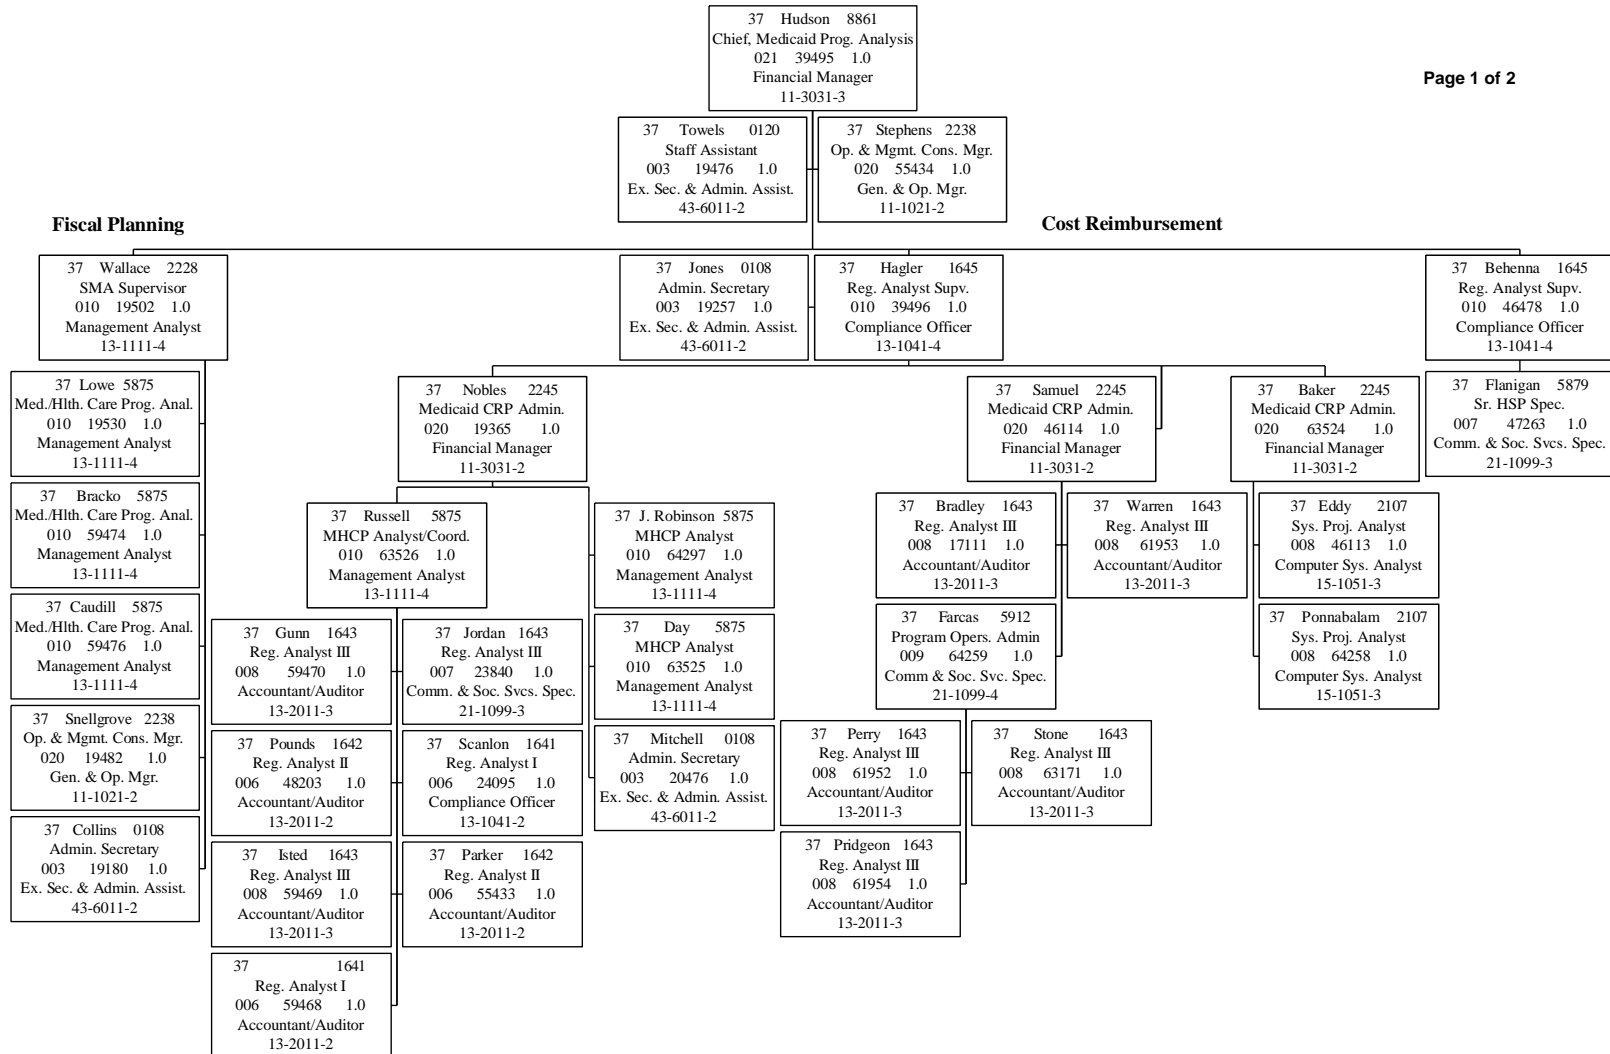 37 Hudson 8861
Chief, Medicaid Prog. Analysis
021 39495 1.0
Financial Manager
11-3031-3
Page 1 of 2
37 Towels 0120
Staff Assistant
003 19476 1.0
Ex. Sec. & Admin. Assist.
43-6011-2
37 Stephens 2238
Op. & Mgmt. Cons. Mgr.
020 55434 1.0
Gen. & Op. Mgr.
11-1021-2
Fiscal Planning
Cost Reimbursement
37 Wallace 2228
SMA Supervisor
010 19502 1.0
Management Analyst
13-1111-4
37 Jones 0108
Admin. Secretary
003 19257 1.0
Ex. Sec. & Admin. Assist.
43-6011-2
37 Hagler 1645
Reg. Analyst Supv.
010 39496 1.0
Compliance Officer
13-1041-4
37 Behenna 1645
Reg. Analyst Supv.
010 46478 1.0
Compliance Officer
13-1041-4
37 Lowe 5875
Med./Hlth. Care Prog. Anal.
010 19530 1.0
Management Analyst
13-1111-4
37 Bracko 5875
Med./Hlth. Care Prog. Anal.
010 59474 1.0
Management Analyst
13-1111-4
37 Caudill 5875
Med./Hlth. Care Prog. Anal.
010 59476 1.0
Management Analyst
13-1111-4
37 Snellgrove 2238
Op. & Mgmt. Cons. Mgr.
020 19482 1.0
Gen. & Op. Mgr.
11-1021-2
37 Collins 0108
Admin. Secretary
003 19180 1.0
Ex. Sec. & Admin. Assist.
43-6011-2
37 Nobles 2245
Medicaid CRP Admin.
020 19365 1.0
Financial Manager
11-3031-2
37 Russell 5875
MHCP Analyst/Coord.
010 63526 1.0
Management Analyst
13-1111-4
37 Gunn 1643
Reg. Analyst III
008 59470 1.0
Accountant/Auditor
13-2011-3
37 Jordan 1643
Reg. Analyst III
007 23840 1.0
Comm. & Soc. Svcs. Spec.
21-1099-3
37 Pounds 1642
Reg. Analyst II
006 48203 1.0
Accountant/Auditor
13-2011-2
37 Scanlon 1641
Reg. Analyst I
006 24095 1.0
Compliance Officer
13-1041-2
37 Isted 1643
Reg. Analyst III
008 59469 1.0
Accountant/Auditor
13-2011-3
37 Parker 1642
Reg. Analyst II
006 55433 1.0
Accountant/Auditor
13-2011-2
37 1641
Reg. Analyst I
006 59468 1.0
Accountant/Auditor
13-2011-2
37 J. Robinson 5875
MHCP Analyst
010 64297 1.0
Management Analyst
13-1111-4
37 Day 5875
MHCP Analyst
010 63525 1.0
Management Analyst
13-1111-4
37 Mitchell 0108
Admin. Secretary
003 20476 1.0
Ex. Sec. & Admin. Assist.
43-6011-2
37 Samuel 2245
Medicaid CRP Admin.
020 46114 1.0
Financial Manager
11-3031-2
37 Bradley 1643
Reg. Analyst III
008 17111 1.0
Accountant/Auditor
13-2011-3
37 Warren 1643
Reg. Analyst III
008 61953 1.0
Accountant/Auditor
13-2011-3
37 Farcas 5912
Program Opers. Admin
009 64259 1.0
Comm & Soc. Svc. Spec.
21-1099-4
37 Perry 1643
Reg. Analyst III
008 61952 1.0
Accountant/Auditor
13-2011-3
37 Stone 1643
Reg. Analyst III
008 63171 1.0
Accountant/Auditor
13-2011-3
37 Pridgeon 1643
Reg. Analyst III
008 61954 1.0
Accountant/Auditor
13-2011-3
37 Baker 2245
Medicaid CRP Admin.
020 63524 1.0
Financial Manager
11-3031-2
37 Eddy 2107
Sys. Proj. Analyst
008 46113 1.0
Computer Sys. Analyst
15-1051-3
37 Ponnabalam 2107
Sys. Proj. Analyst
008 64258 1.0
Computer Sys. Analyst
15-1051-3
37 Flanigan 5879
Sr. HSP Spec.
007 47263 1.0
Comm. & Soc. Svcs. Spec.
21-1099-3